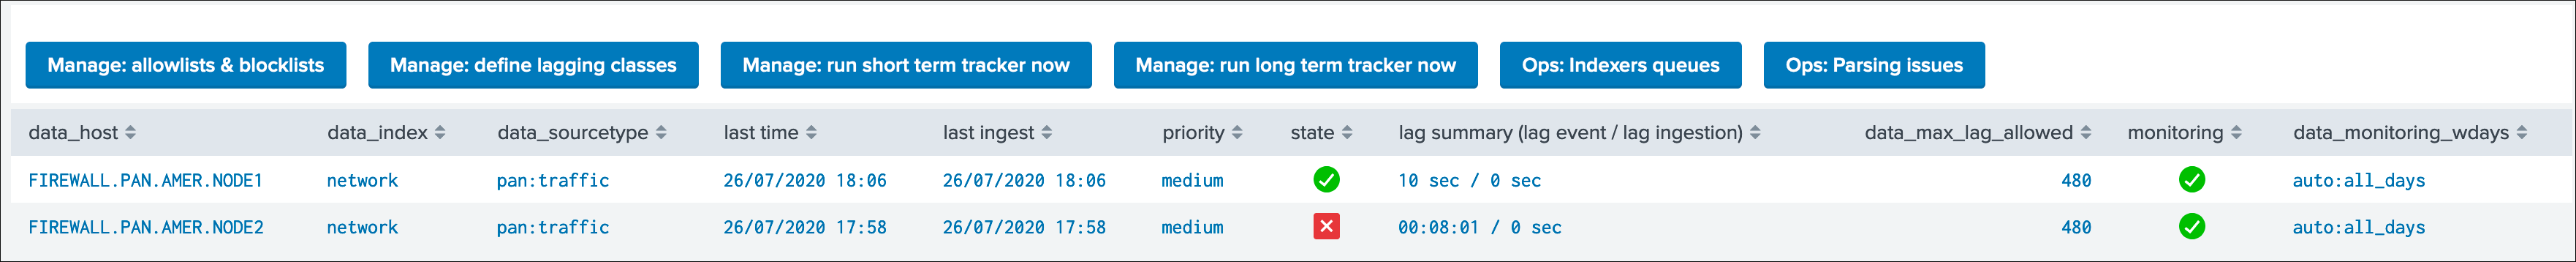 Manage: allowlists & blocklists Manage: define lagging classes Manage: run short term tracker now Manage: run long term tracker now Ops: Indexers queues Ops: Parsing issues
data_host data_index data_sourcetype last time last ingest priority state lag summary (lag event / lag ingestion) data_max_lag_allowed monitoring data_monitoring_wdays
FIREWALL.PAN.AMER.NODE1 network pan:traffic 26/07/2020 18:06 26/07/2020 18:06 medium 10 sec / 0 sec 480 auto:all_days
FIREWALL.PAN.AMER.NODE2 network pan:traffic 26/07/2020 17:58 26/07/2020 17:58 medium 00:08:01 / 0 sec 480 auto:all_days